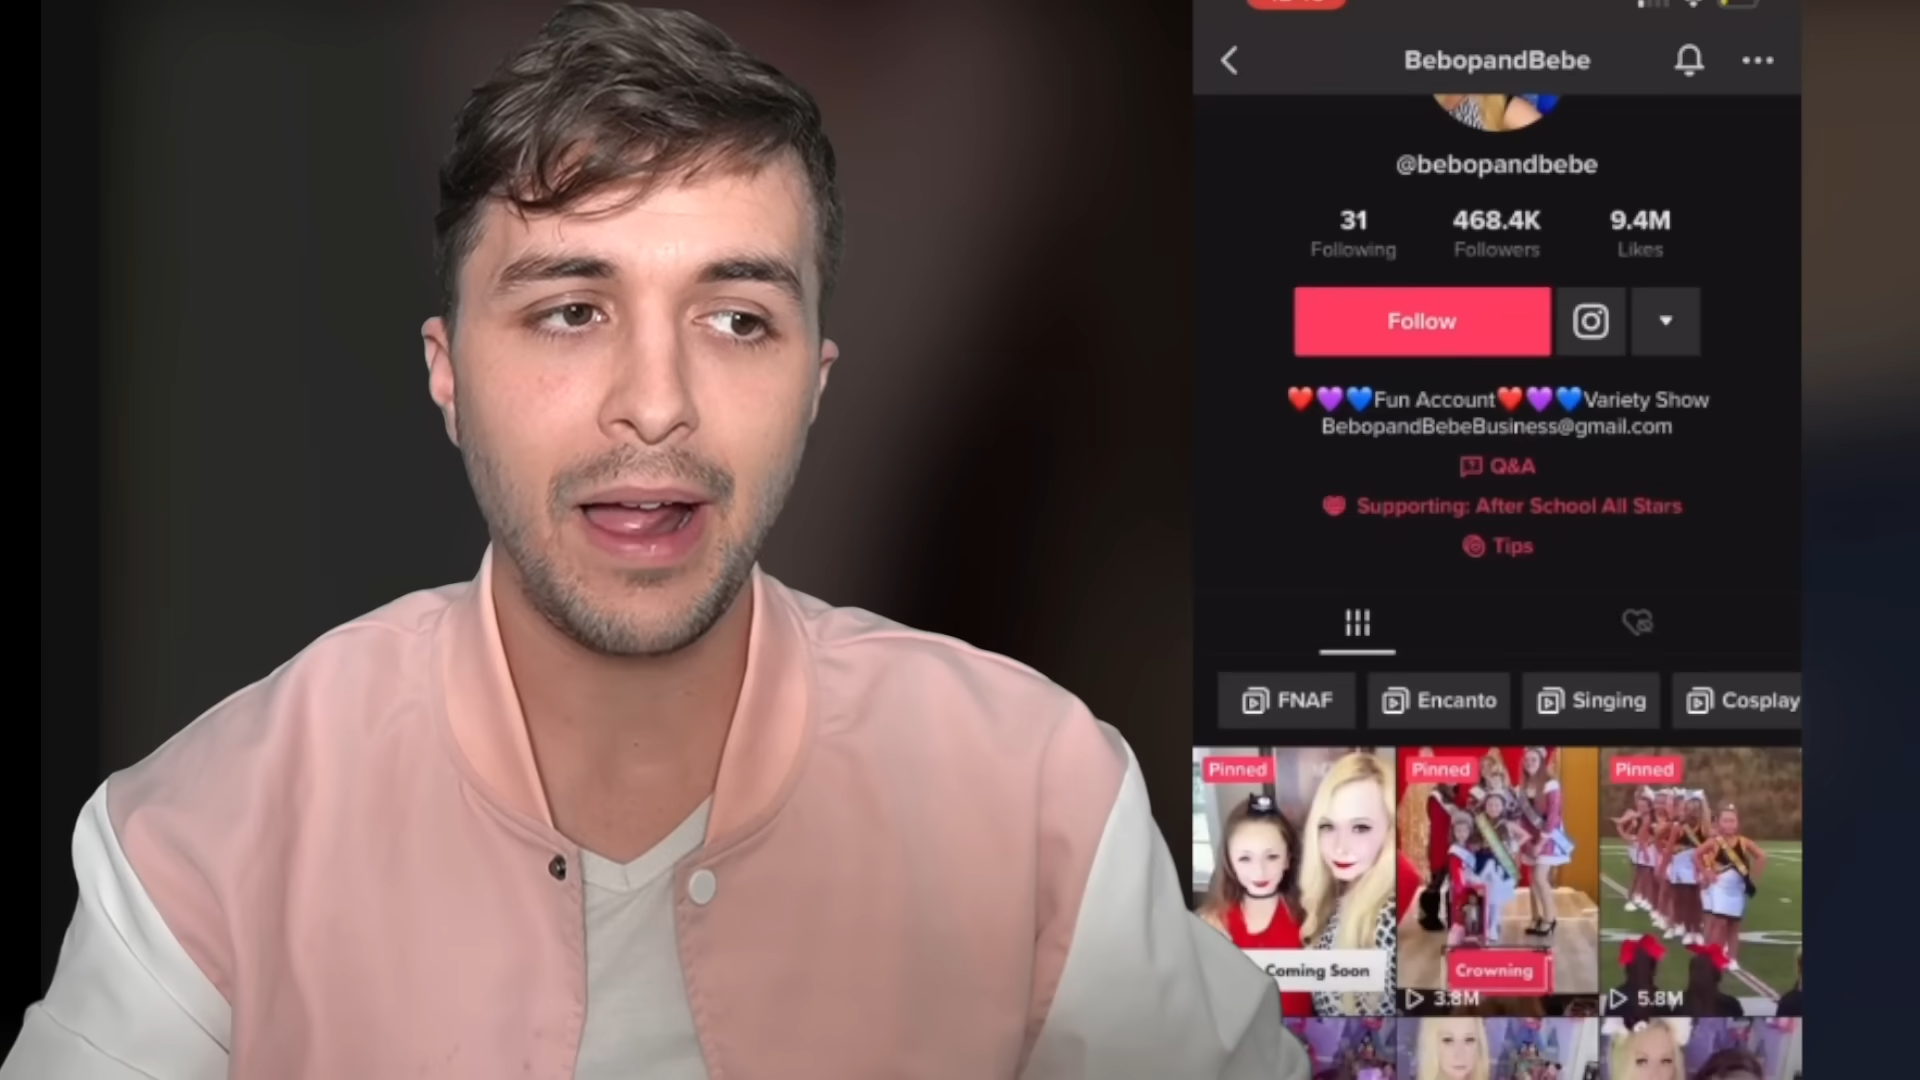 BebopandBebe
@bebopandbebe
31 468.4K 9.4M
Following Followers Likes
Follow
❤️💜💙Fun Account❤️💜💙Variety Show
BebopandBebeBusiness@gmail.com
Q&A
Supporting: After School All Stars
Tips
FNAF Encanto Singing Cosplay
Pinned Pinned Pinned
Coming Soon Crowning
3.8M 5.8M